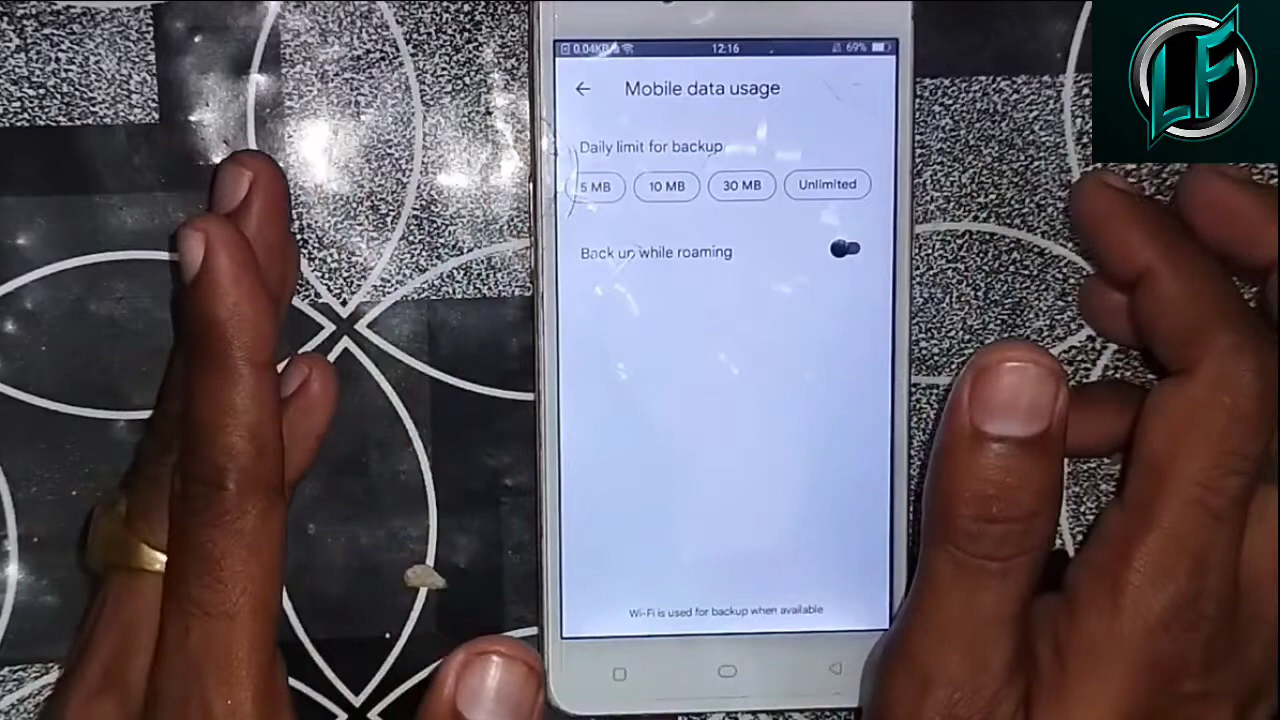 LF
0.04KB/s 12:16 69%
Mobile data usage
Daily limit for backup
5 MB 10 MB 30 MB Unlimited
Back up while roaming
Wi-Fi is used for backup when available